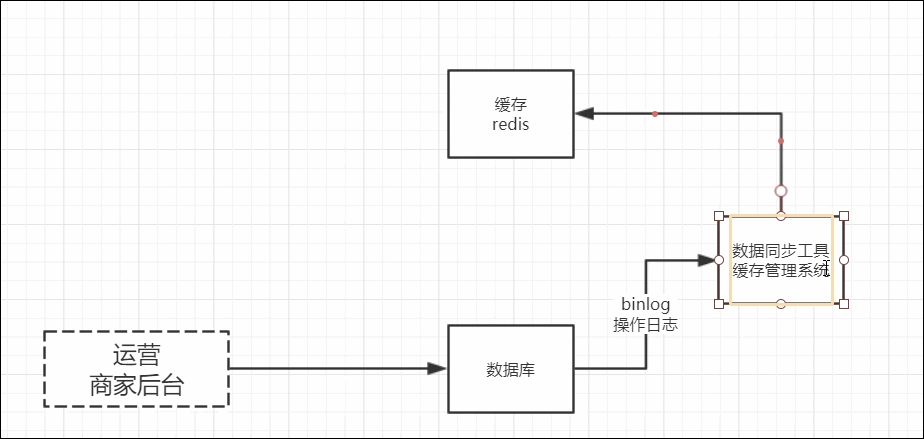 缓存
redis
数据同步工具
缓存管理系统
binlog
操作日志
运营
商家后台
数据库